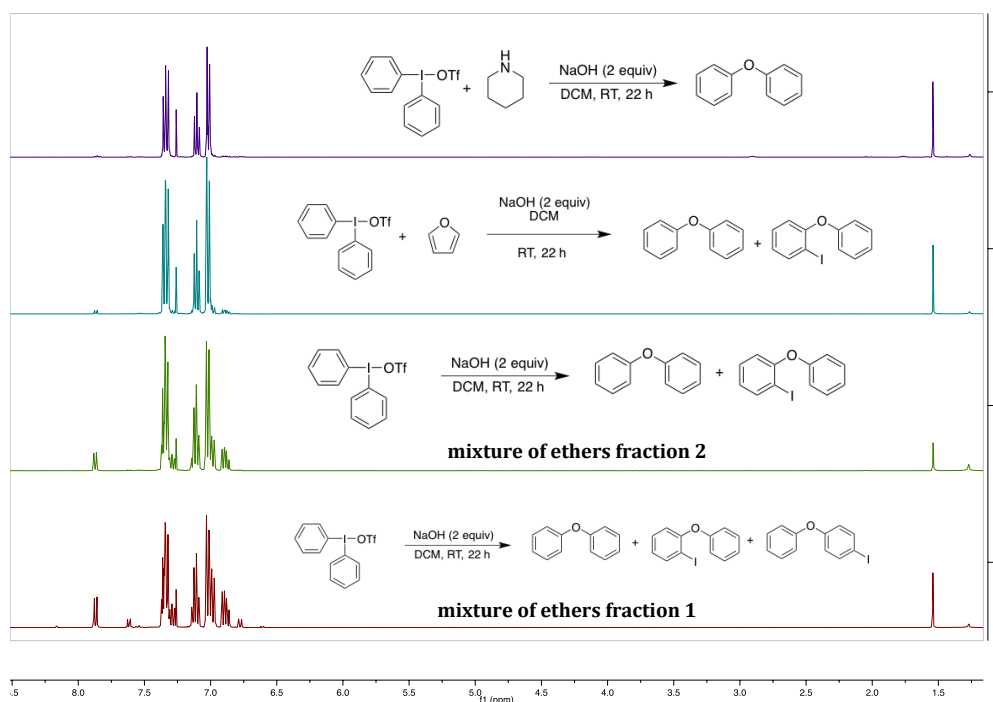 H
N
O
I—OTf
+
NaOH (2 equiv)
DCM, RT, 22 h
O
NaOH (2 equiv)
DCM
RT, 22 h
I—OTf
+
O
O
+
O
I
NaOH (2 equiv)
DCM, RT, 22 h
I—OTf
O
+
O
I
mixture of ethers fraction 2
NaOH (2 equiv)
DCM, RT, 22 h
I—OTf
O
+
O
I
+
O
I
mixture of ethers fraction 1
.5 8.0 7.5 7.0 6.5 6.0 5.5 5.0 4.5 4.0 3.5 3.0 2.5 2.0 1.5
f1 (ppm)